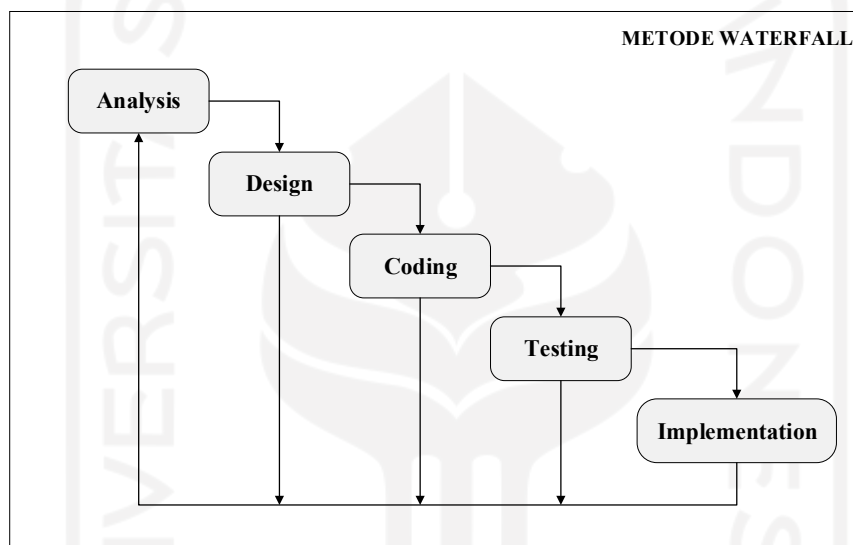 METODE WATERFALL
Analysis
Design
Coding
Testing
Implementation